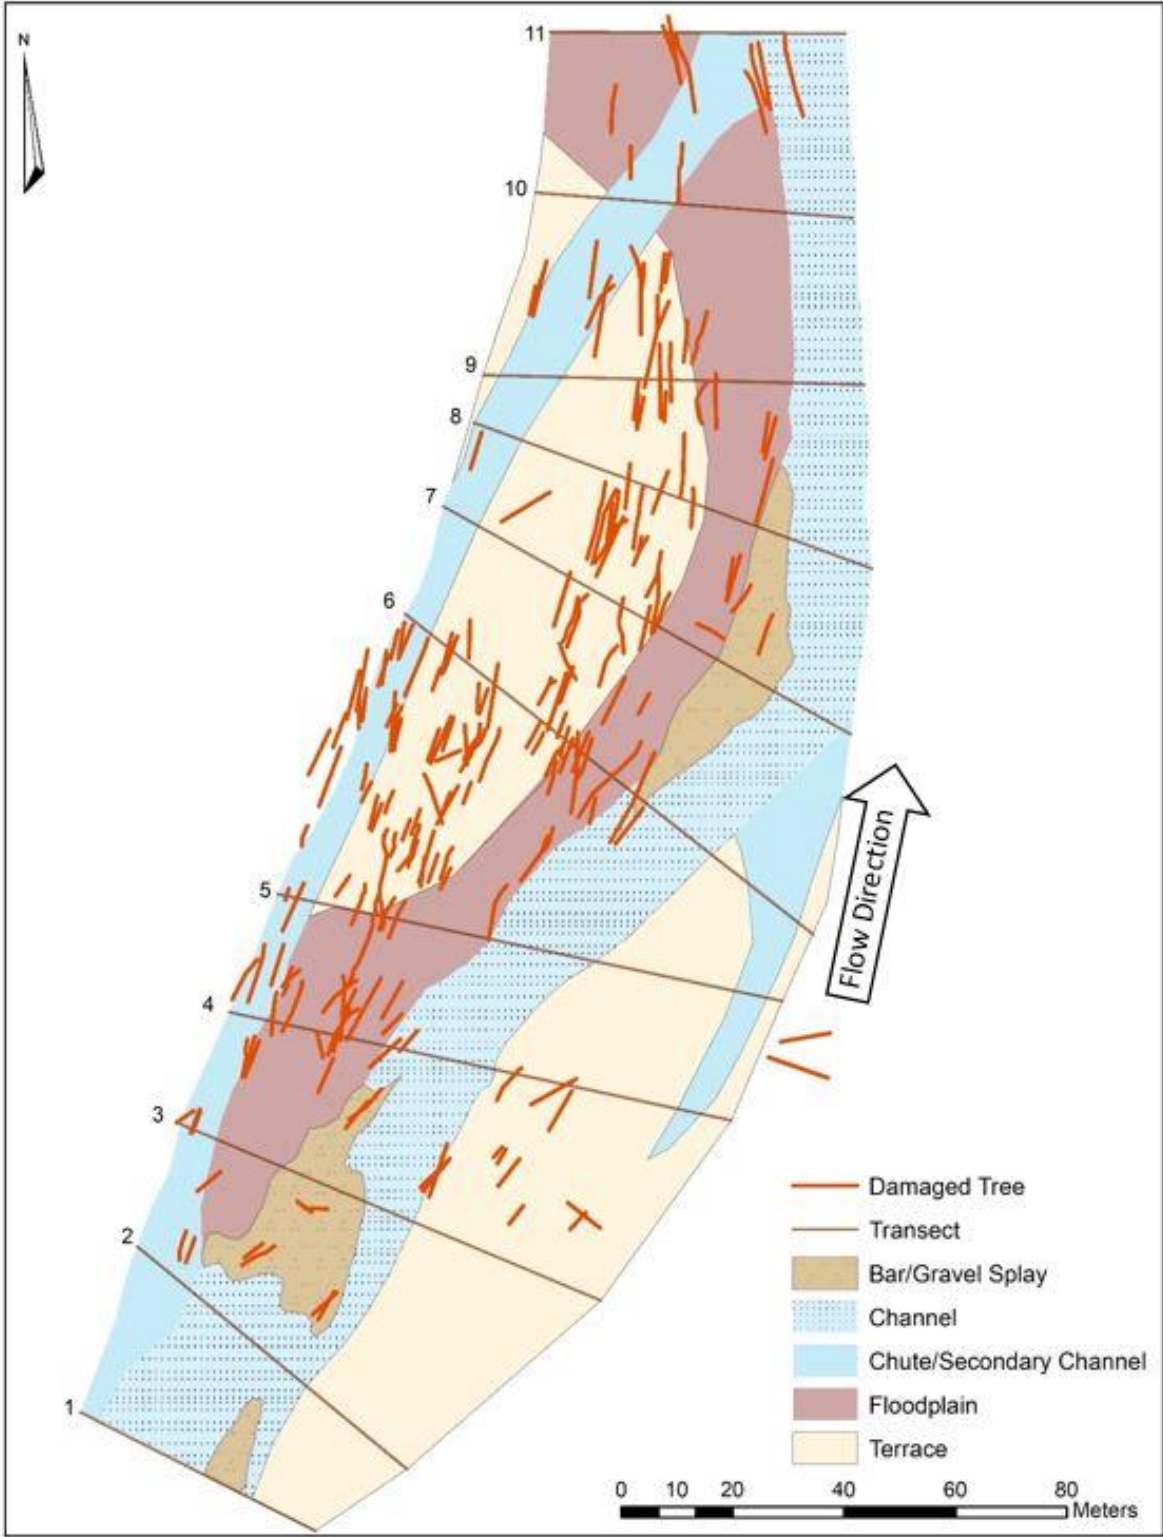 N
11
10
9
8
7
6
5
4
3
2
1
Flow Direction
Damaged Tree
Transect
Bar/Gravel Splay
Channel
Chute/Secondary Channel
Floodplain
Terrace
0 10 20 40 60 80
Meters